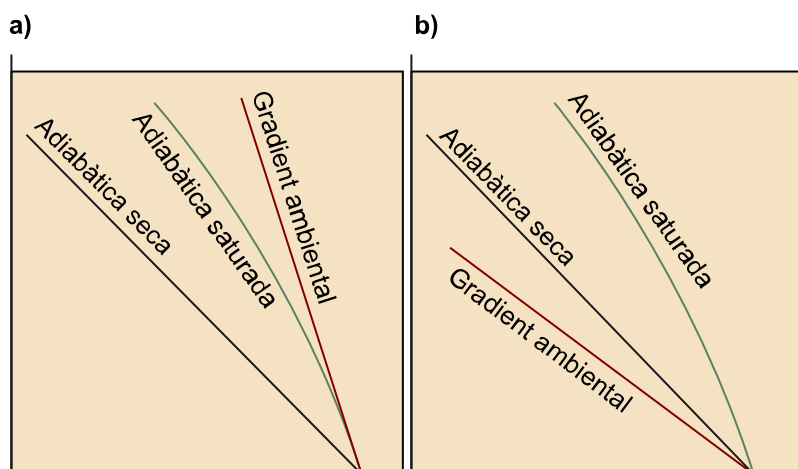 a)
Adiabàtica seca
Adiabàtica saturada
Gradient ambiental
b)
Adiabàtica seca
Adiabàtica saturada
Gradient ambiental